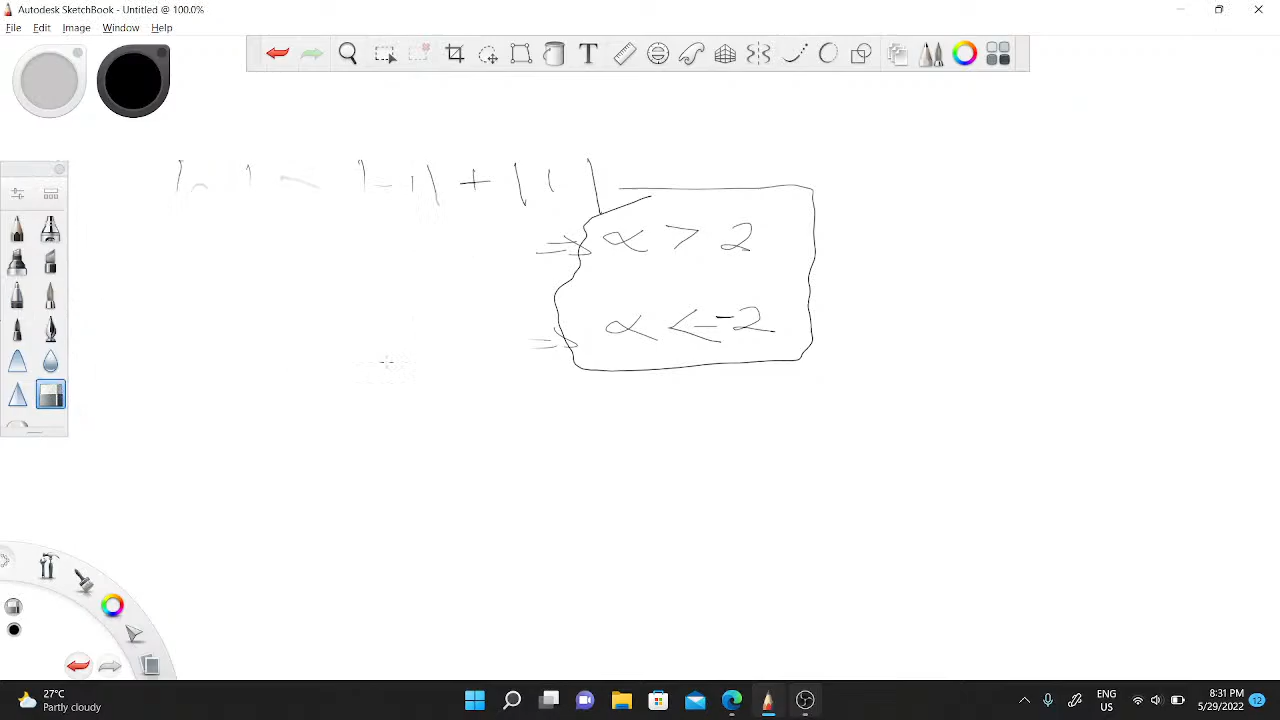 Autodesk SketchBook - Untitled @ 100.0%
File Edit Image Window Help
T
+
=> α > 2
=> α <= -2
27°C
Partly cloudy
ENG
US
8:31 PM
5/29/2022
12